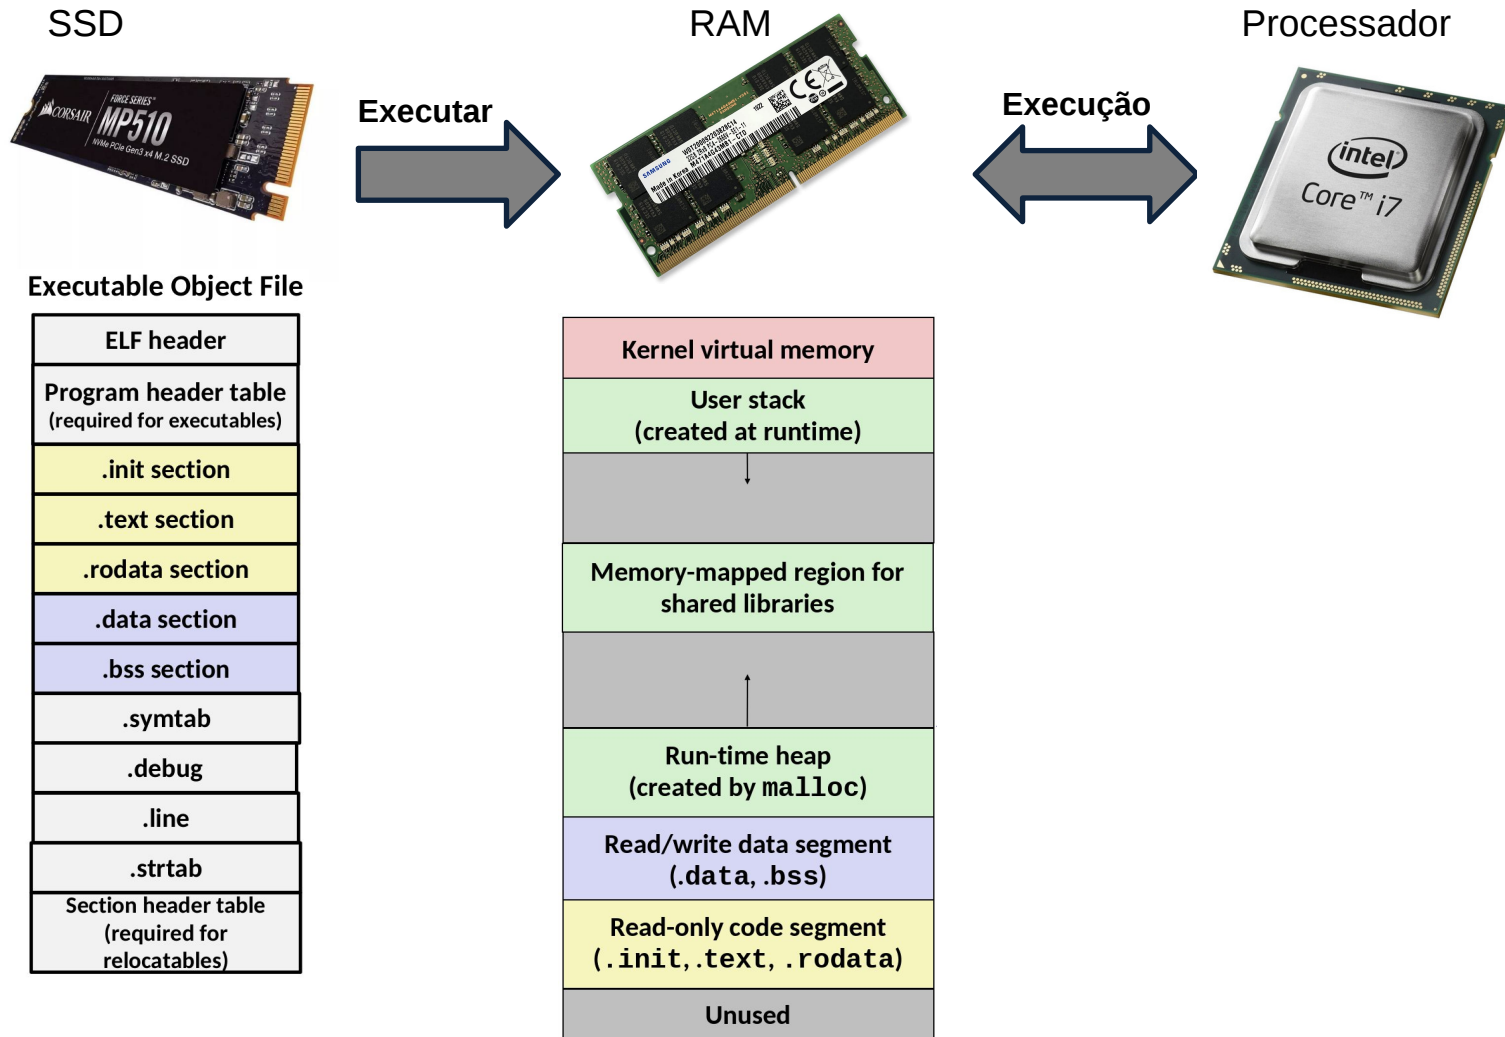 SSD
RAM
Processador
CORSAIR
FORCE SERIES™
MP510
NVMe PCIe Gen3 x4 M.2 SSD
Executar
SAMSUNG
Made in Korea
1922
CE
Execução
intel
Core™ i7
Executable Object File
ELF header
Program header table
(required for executables)
.init section
.text section
.rodata section
.data section
.bss section
.symtab
.debug
.line
.strtab
Section header table
(required for
relocatables)
Kernel virtual memory
User stack
(created at runtime)
Memory-mapped region for
shared libraries
Run-time heap
(created by malloc)
Read/write data segment
(.data, .bss)
Read-only code segment
(.init, .text, .rodata)
Unused